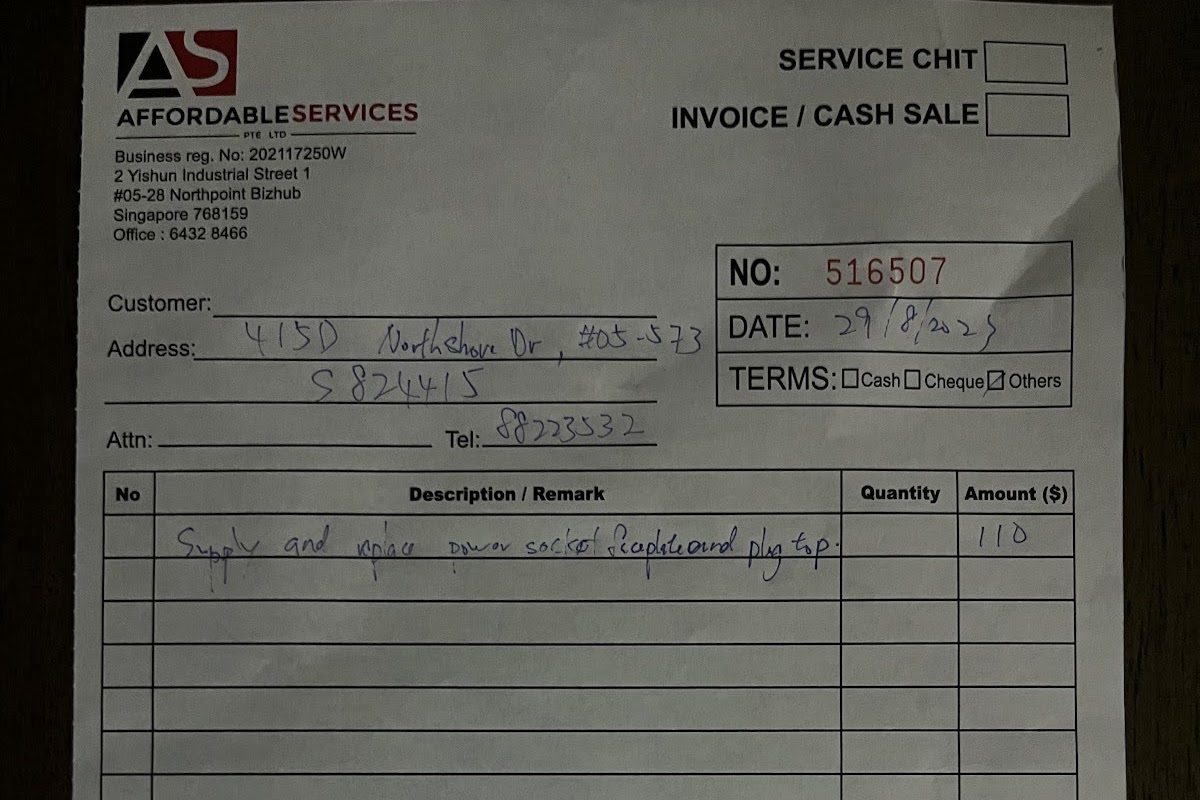 AS
AFFORDABLESERVICES
PTE LTD
Business reg. No: 202117250W
2 Yishun Industrial Street 1
#05-28 Northpoint Bizhub
Singapore 768159
Office : 6432 8466
SERVICE CHIT
INVOICE / CASH SALE
NO: 516507
DATE: 29/8/2023
TERMS: Cash Cheque Others
Customer:
Address: 415D Northshore Dr, #05-573
S 824415
Attn: Tel: 88223532
No Description / Remark Quantity Amount ($)
Supply and replace power socket faceplate and plug top. 110